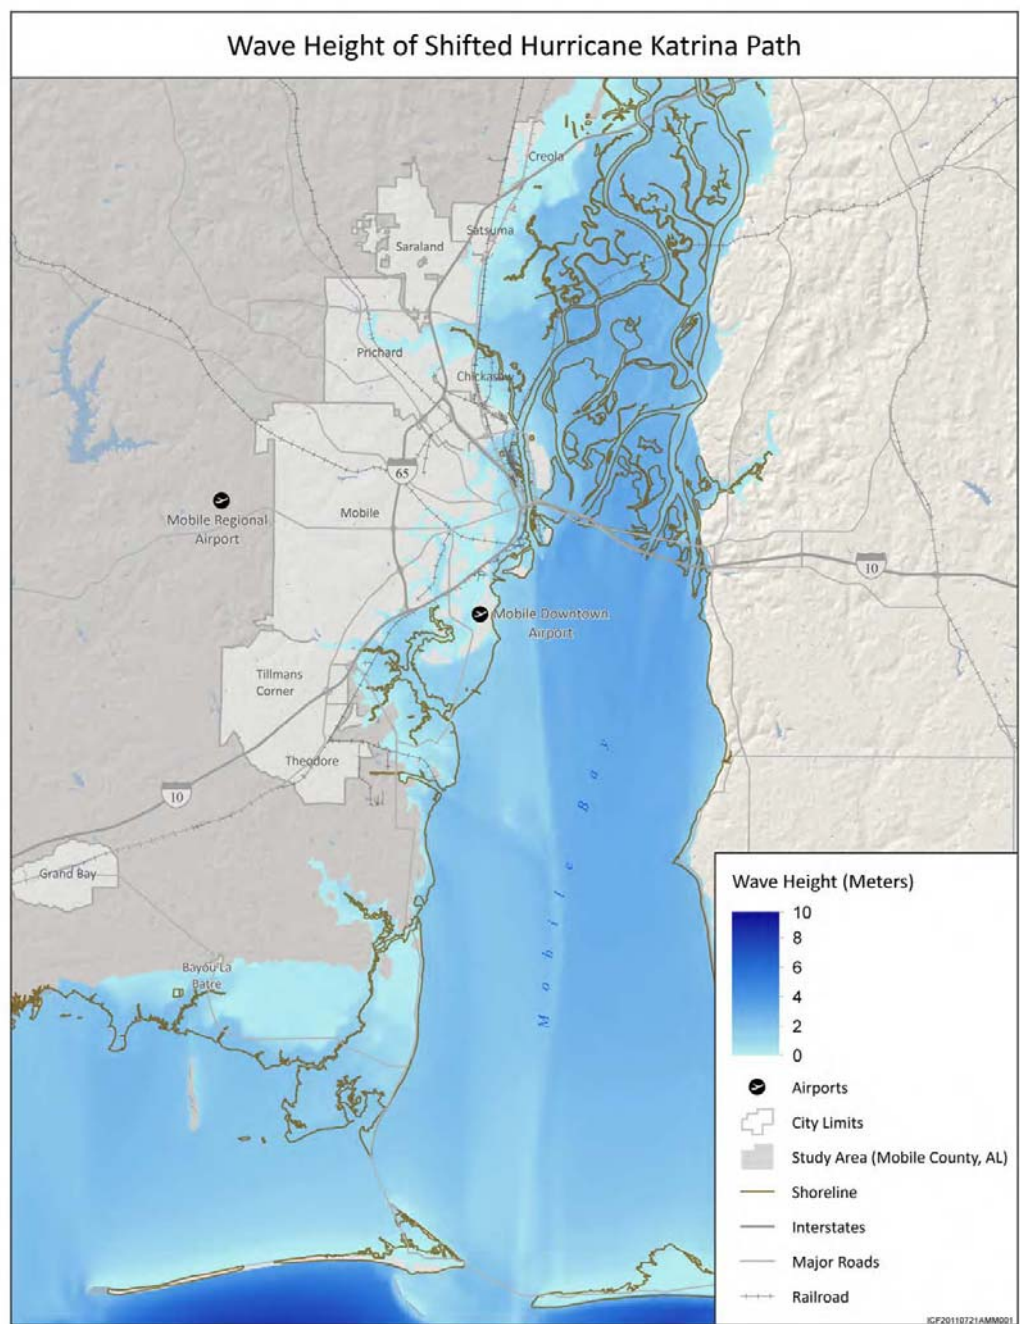 Wave Height of Shifted Hurricane Katrina Path
Creola
Satsuma
Saraland
Prichard
Chickasaw
65
Mobile Regional
Airport
Mobile
10
Mobile Downtown
Airport
Tillmans
Corner
Theodore
10
Mobile Bay
Grand Bay
Bayou La
Batre
Wave Height (Meters)
10
8
6
4
2
0
Airports
City Limits
Study Area (Mobile County, AL)
Shoreline
Interstates
Major Roads
Railroad
ICF20110721AMM001